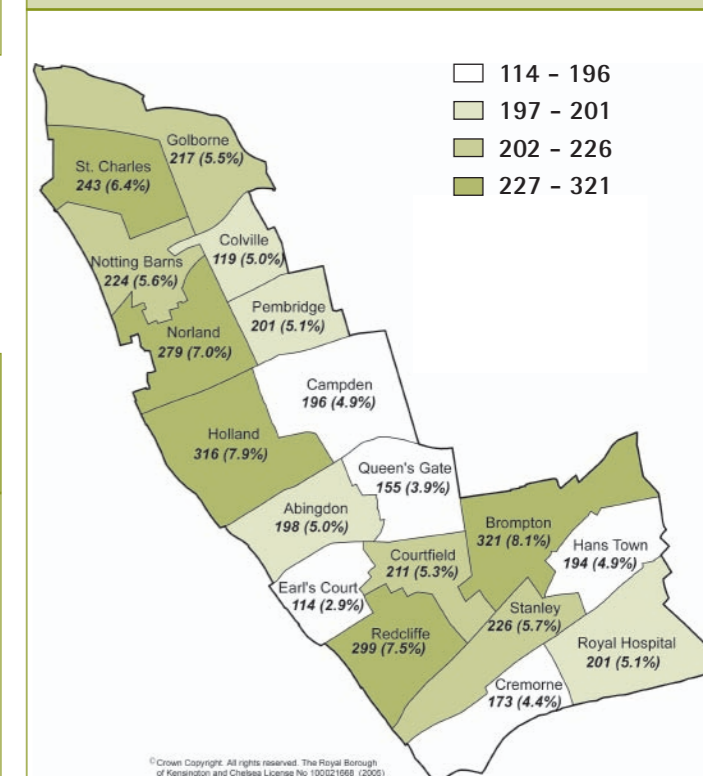 114 - 196
197 - 201
202 - 226
227 - 321
Golborne
217 (5.5%)
St. Charles
243 (6.4%)
Colville
119 (5.0%)
Notting Barns
224 (5.6%)
Pembridge
201 (5.1%)
Norland
279 (7.0%)
Campden
196 (4.9%)
Holland
316 (7.9%)
Queen's Gate
155 (3.9%)
Abingdon
198 (5.0%)
Brompton
321 (8.1%)
Hans Town
194 (4.9%)
Courtfield
211 (5.3%)
Earl's Court
114 (2.9%)
Stanley
226 (5.7%)
Redcliffe
299 (7.5%)
Royal Hospital
201 (5.1%)
Cremorne
173 (4.4%)
© Crown Copyright. All rights reserved. The Royal Borough
of Kensington and Chelsea License No 100021668 (2005)